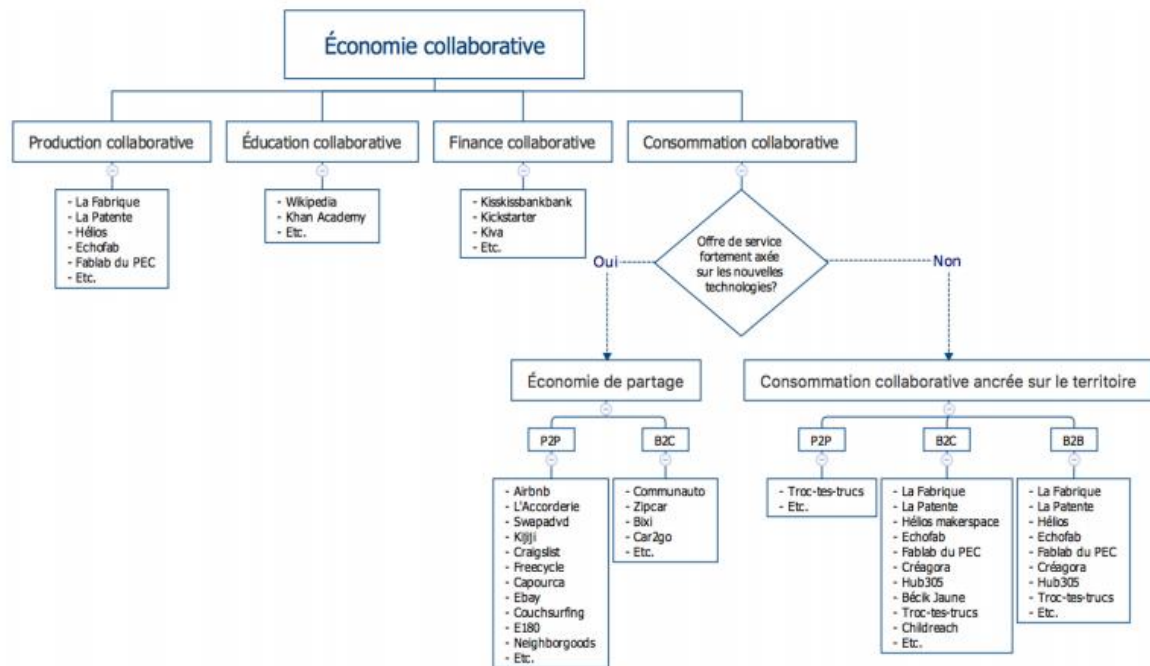 Économie collaborative
Production collaborative
Éducation collaborative
Finance collaborative
Consommation collaborative
- La Fabrique
- La Patente
- Hélios
- Echofab
- Fablab du PEC
- Etc.
- Wikipedia
- Khan Academy
- Etc.
- Kisskissbankbank
- Kickstarter
- Kiva
- Etc.
Offre de service
fortement axée
sur les nouvelles
technologies?
Oui
Non
Économie de partage
Consommation collaborative ancrée sur le territoire
P2P
B2C
P2P
B2C
B2B
- Airbnb
- L'Accorderie
- Swapadvd
- Kijiji
- Craigslist
- Freecycle
- Capourca
- Ebay
- Couchsurfing
- E180
- Neighborgoods
- Etc.
- Communauto
- Zipcar
- Bixi
- Car2go
- Etc.
- Troc-tes-trucs
- Etc.
- La Fabrique
- La Patente
- Hélios makerspace
- Echofab
- Fablab du PEC
- Créagora
- Hub305
- Bécik Jaune
- Troc-tes-trucs
- Childreach
- Etc.
- La Fabrique
- La Patente
- Hélios
- Echofab
- Fablab du PEC
- Créagora
- Hub305
- Troc-tes-trucs
- Etc.